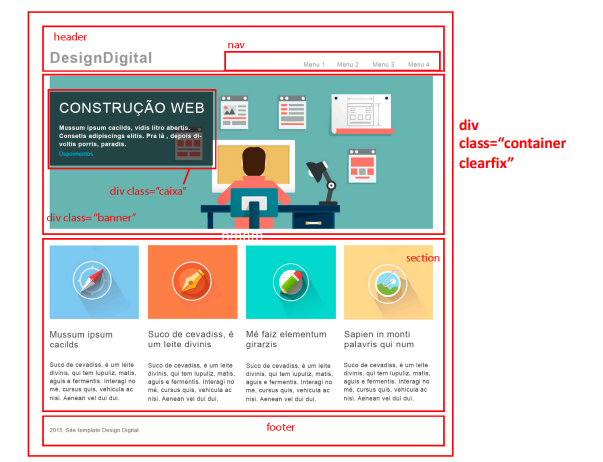 header
DesignDigital
nav
Menu 1 Menu 2 Menu 3 Menu 4
CONSTRUÇÃO WEB
Mussum ipsum cacilds, vidis litro abertis.
Consetis adipiscings elitis. Pra lá , depois di-
voltis porris, paradis.
Depoimentos
div class="caixa"
div class= "banner"
div
class="container
clearfix"
section
Mussum ipsum
cacilds
Suco de cevadiss, é um leite
divinis, qui tem lupuliz, matis,
aguis e fermentis. Interagi no
mé, cursus quis, vehicula ac
nisi. Aenean vel dui dui.
Suco de cevadiss, é
um leite divinis
Suco de cevadiss, é um leite
divinis, qui tem lupuliz, matis,
aguis e fermentis. Interagi no
mé, cursus quis, vehicula ac
nisi. Aenean vel dui dui.
Mé faiz elementum
girarzis
Suco de cevadiss, é um leite
divinis, qui tem lupuliz, matis,
aguis e fermentis. Interagi no
mé, cursus quis, vehicula ac
nisi. Aenean vel dui dui.
Sapien in monti
palavris qui num
Suco de cevadiss, é um leite
divinis, qui tem lupuliz, matis,
aguis e fermentis. Interagi no
mé, cursus quis, vehicula ac
nisi. Aenean vel dui dui.
footer
2015. Site template Design Digital.